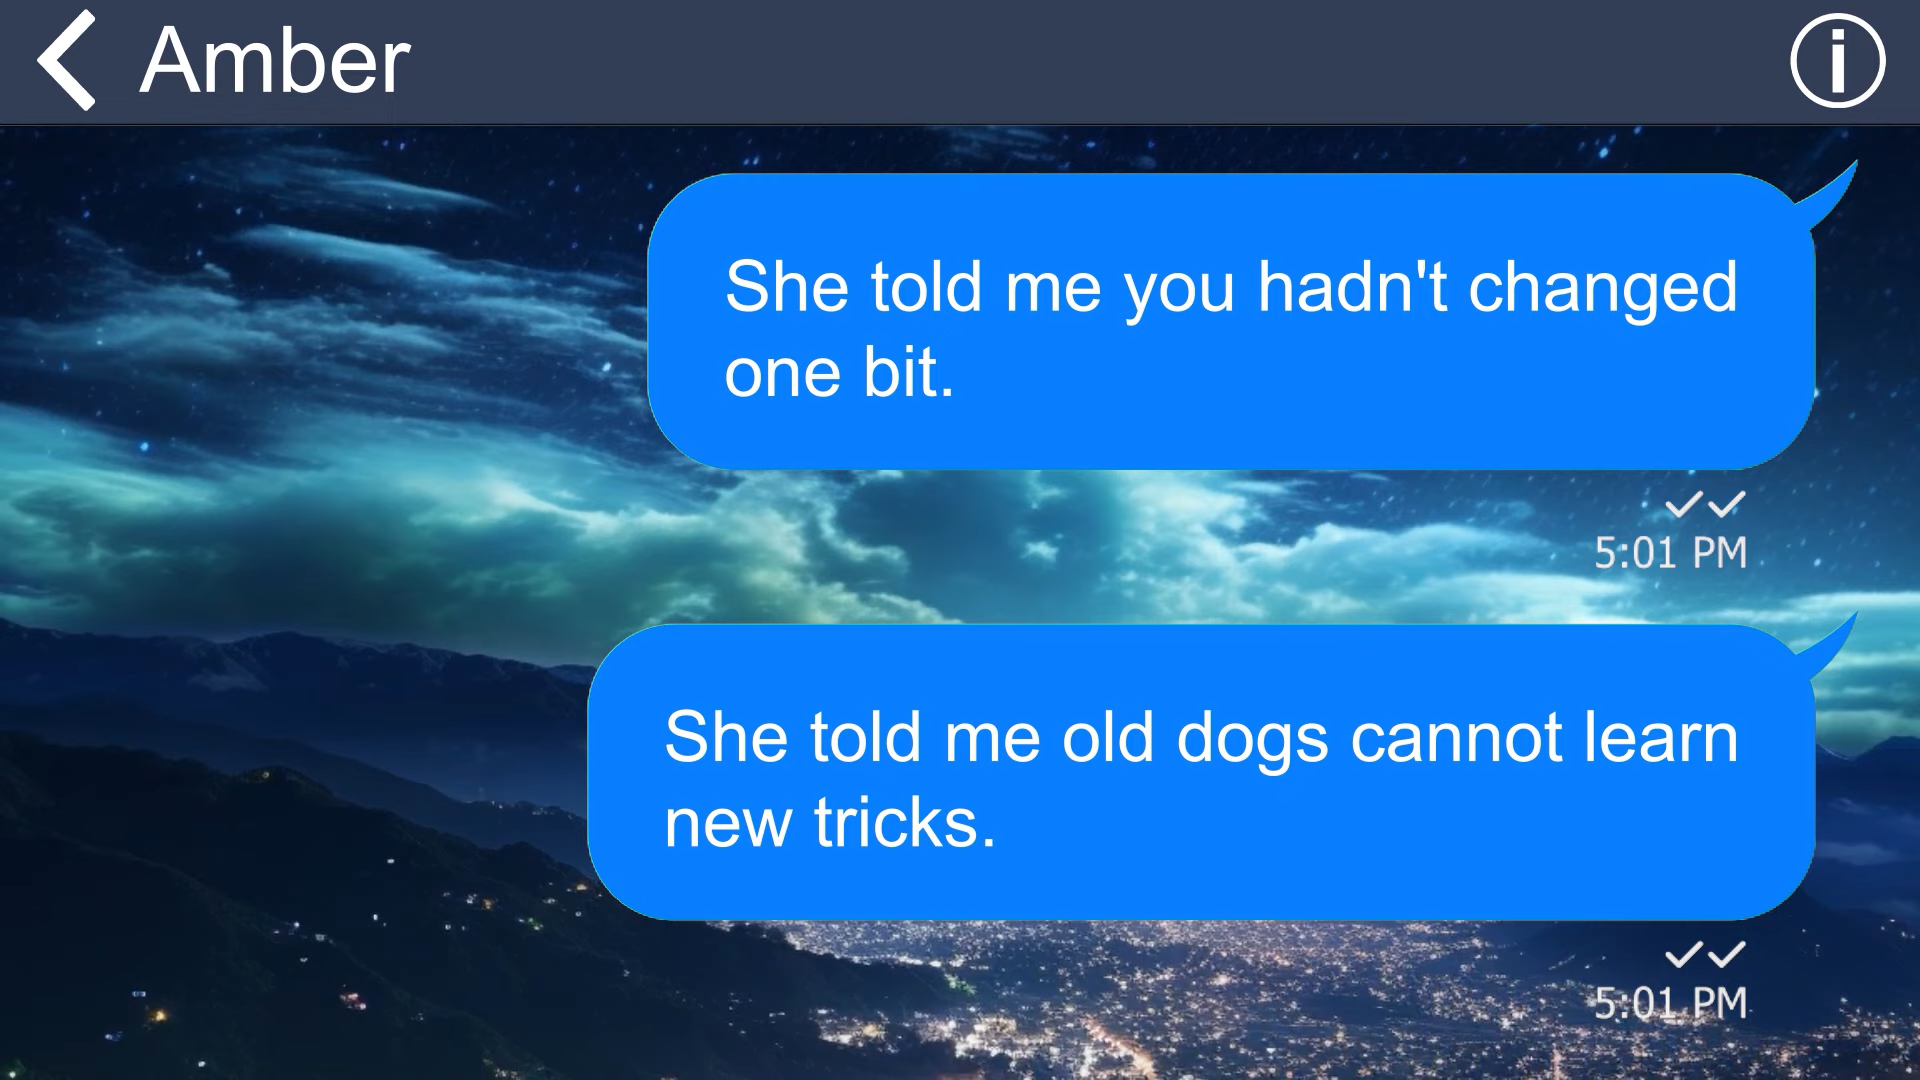 Amber
She told me you hadn't changed
one bit.
5:01 PM
She told me old dogs cannot learn
new tricks.
5:01 PM